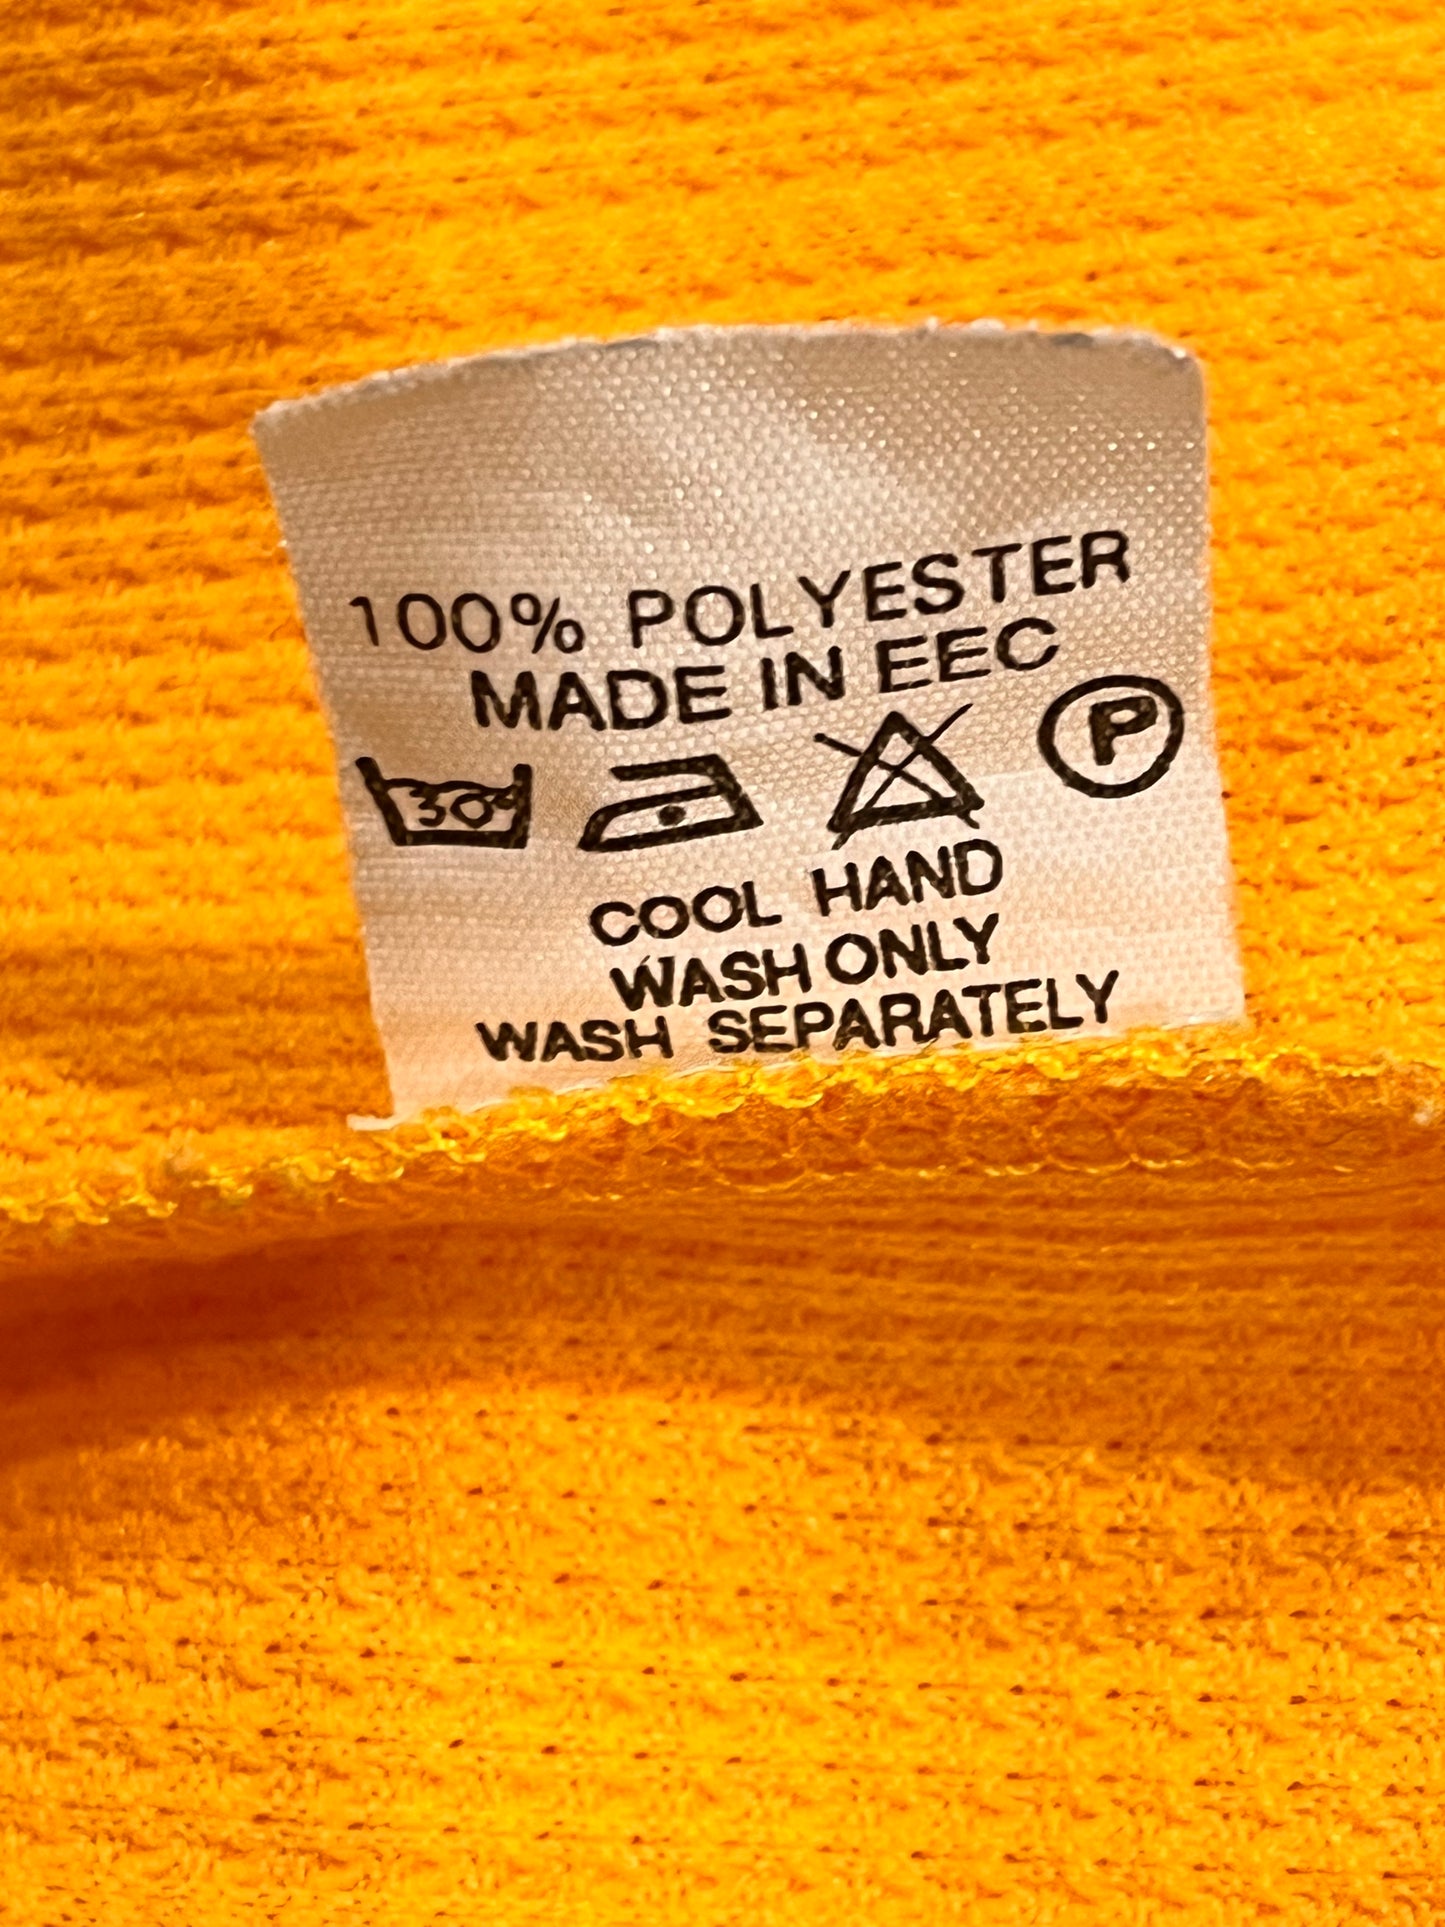 100% POLYESTER
MADE IN EEC
30° P
COOL HAND
WASH ONLY
WASH SEPARATELY